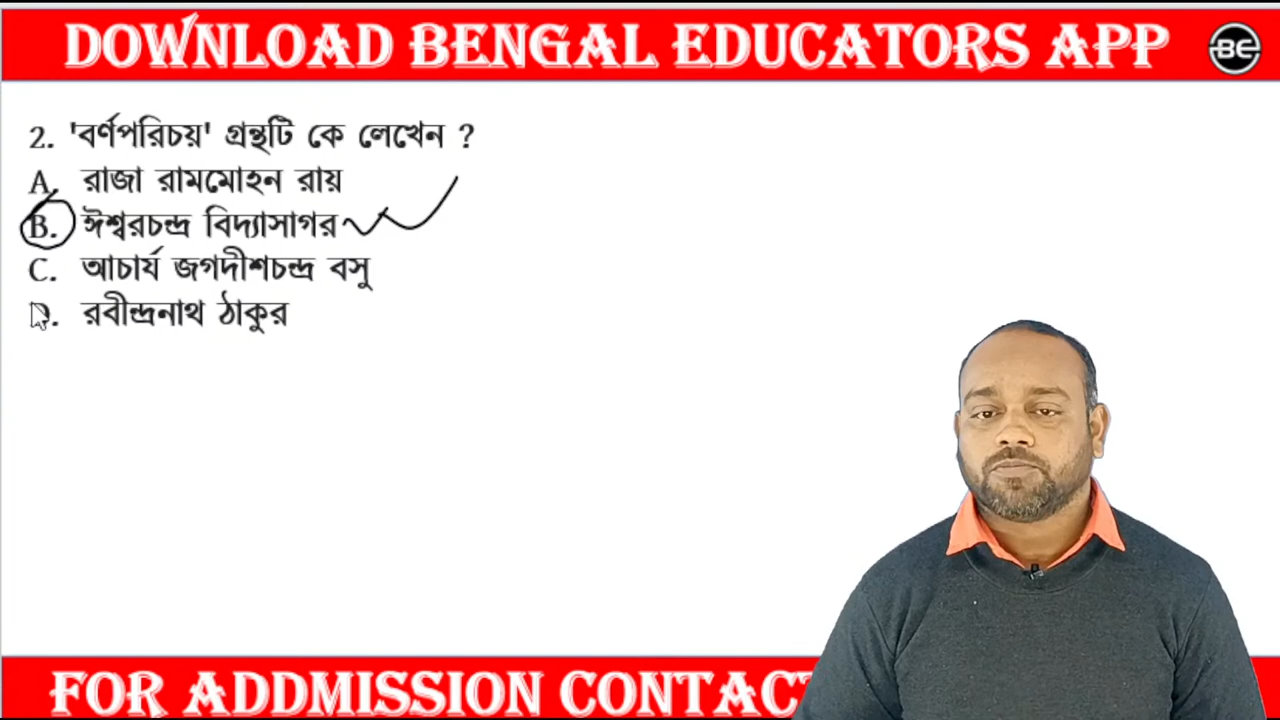 DOWNLOAD BENGAL EDUCATORS APP
BE
2. 'বর্ণপরিচয়' গ্রন্থটি কে লেখেন ?
A. রাজা রামমোহন রায়
B. ঈশ্বরচন্দ্র বিদ্যাসাগর
C. আচার্য জগদীশচন্দ্র বসু
D. রবীন্দ্রনাথ ঠাকুর
FOR ADDMISSION CONTACT